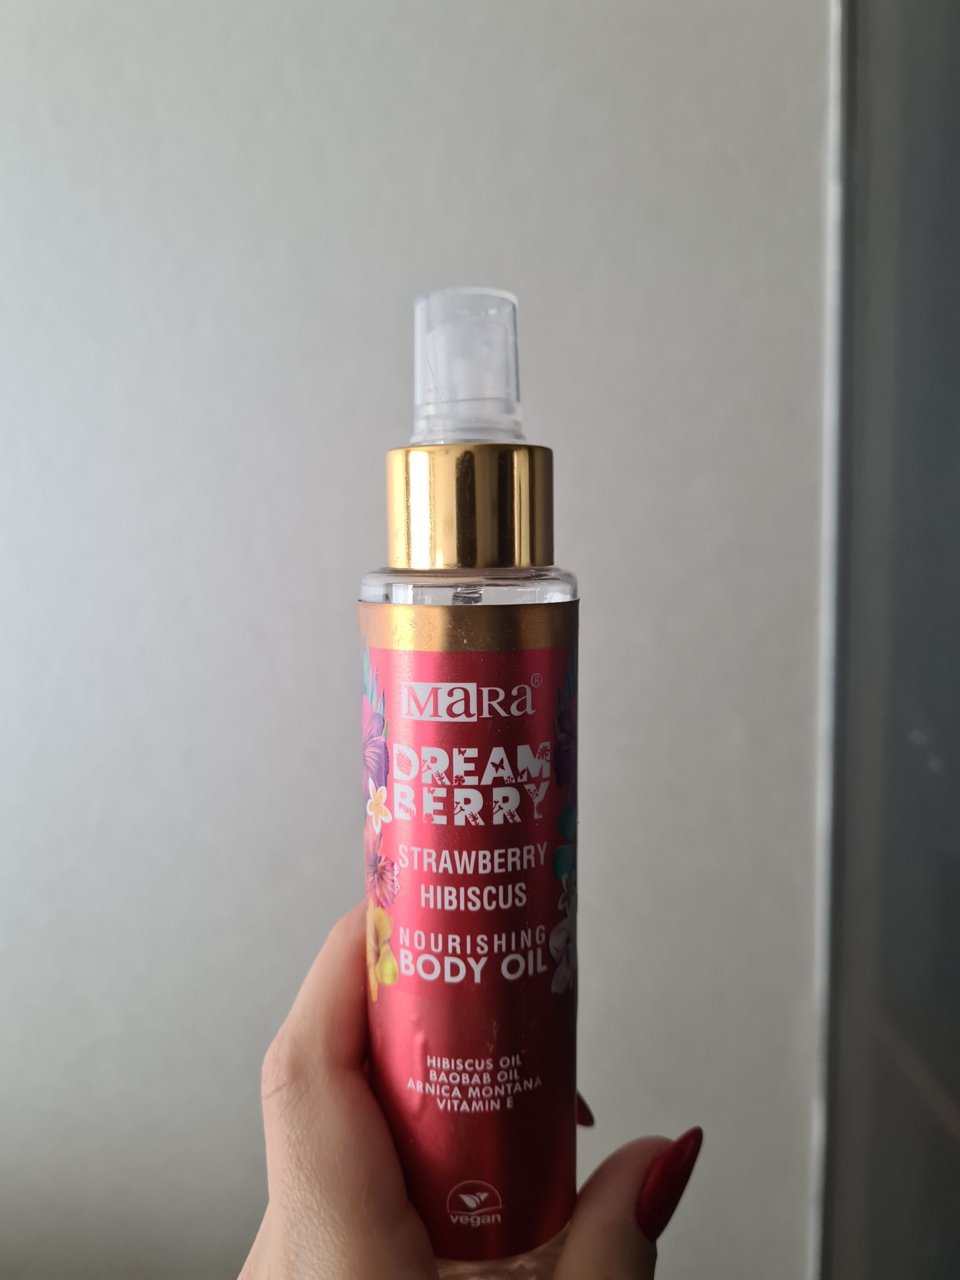 MaRa®
DREAM
BERRY
STRAWBERRY
HIBISCUS
NOURISHING
BODY OIL
HIBISCUS OIL
BAOBAB OIL
ARNICA MONTANA
VITAMIN E
vegan